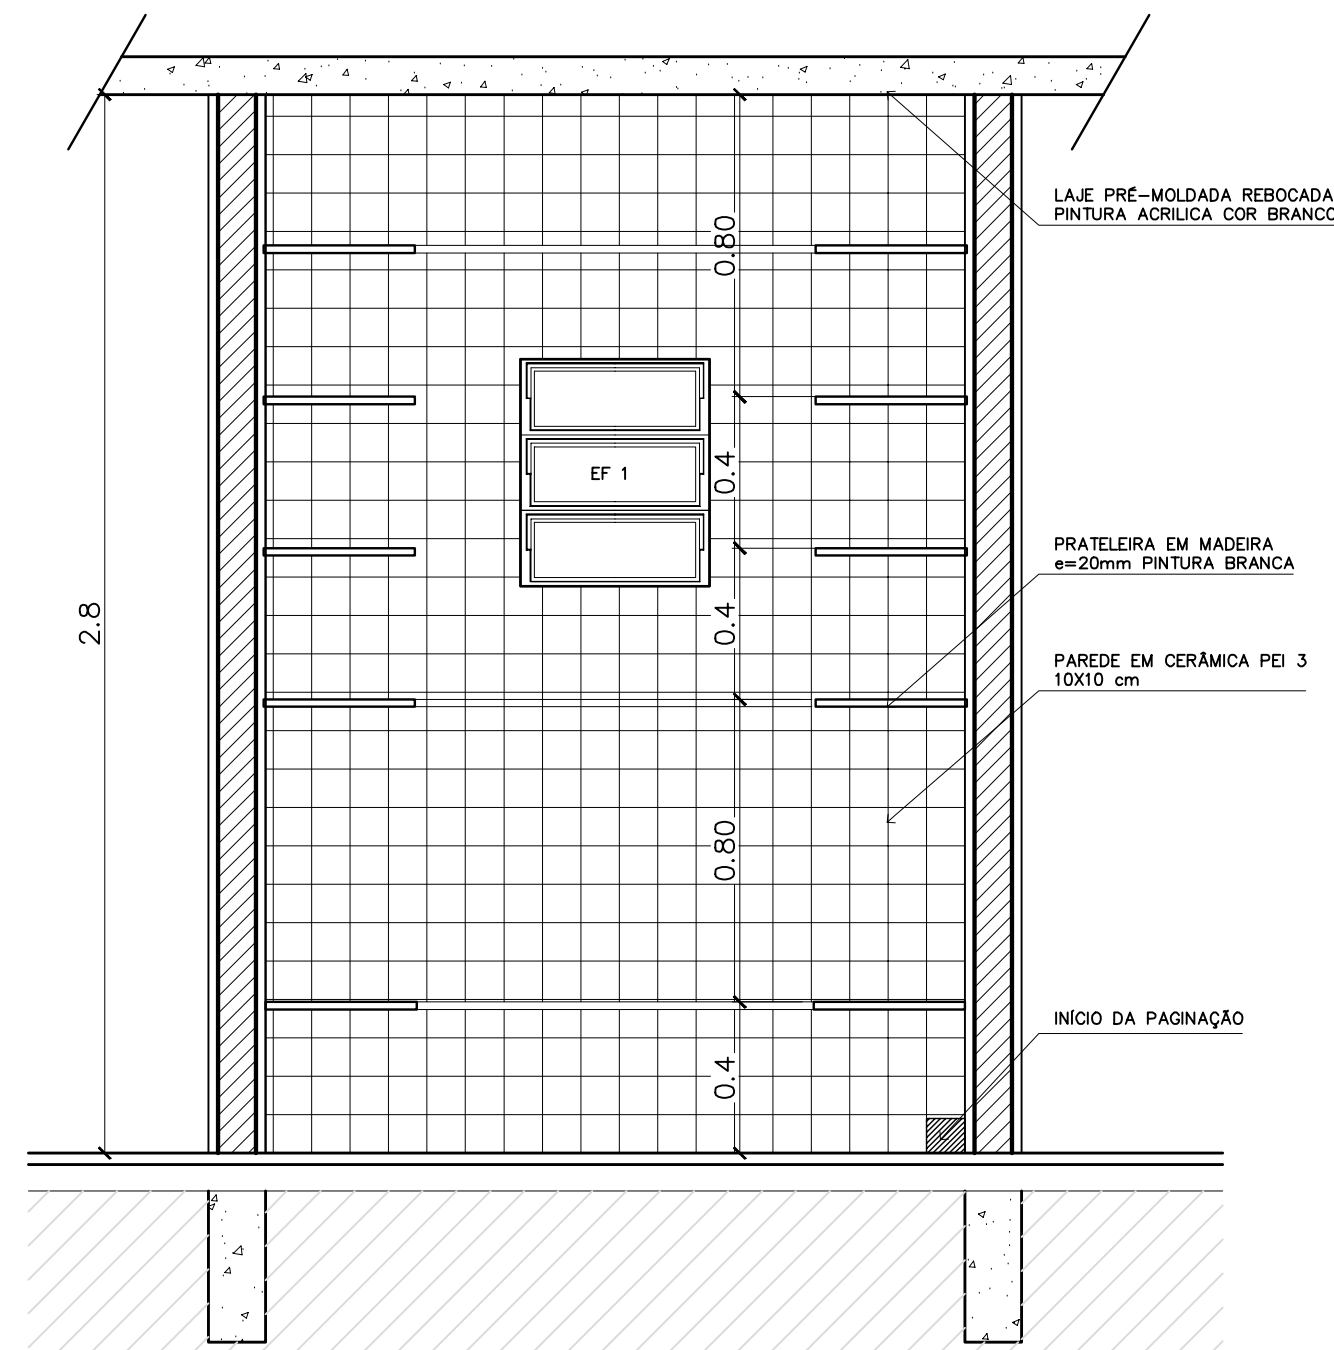 LAJE PRÉ-MOLDADA REBOCADA
PINTURA ACRILICA COR BRANCO
0.80
EF 1
0.4
PRATELEIRA EM MADEIRA
e=20mm PINTURA BRANCA
2.8
0.4
PAREDE EM CERÂMICA PEI 3
10X10 cm
0.80
INÍCIO DA PAGINAÇÃO
0.4